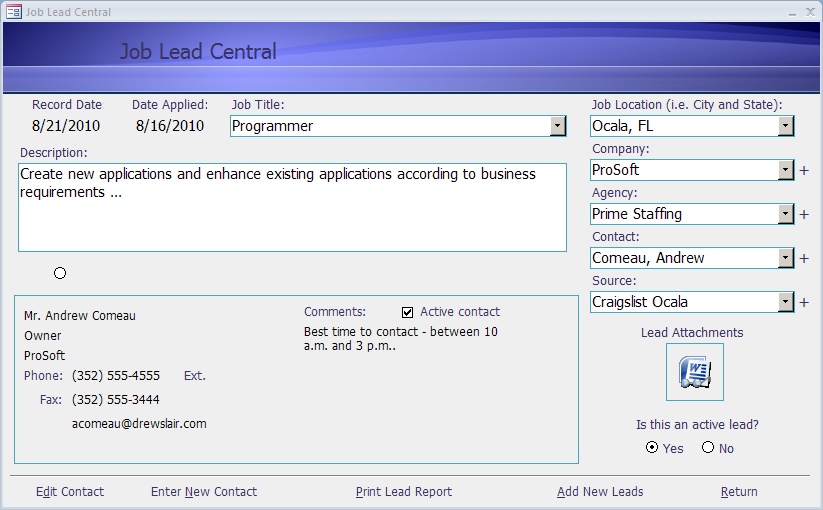 Job Lead Central
Job Lead Central
Record Date:
Date Applied:
Job Title:
8/21/2010
8/16/2010
Programmer
Description:
Create new applications and enhance existing applications according to business
requirements ...
Job Location (i.e. City and State):
Ocala, FL
Company:
ProSoft
+
Agency:
Prime Staffing
+
Contact:
Comeau, Andrew
+
Source:
Craigslist Ocala
+
Mr. Andrew Comeau
Owner
ProSoft
Phone: (352) 555-4555 Ext.
Fax: (352) 555-3444
acomeau@drewslair.com
Comments:
Active contact
Best time to contact - between 10
a.m. and 3 p.m..
Lead Attachments
W
Is this an active lead?
Yes No
Edit Contact
Enter New Contact
Print Lead Report
Add New Leads
Return